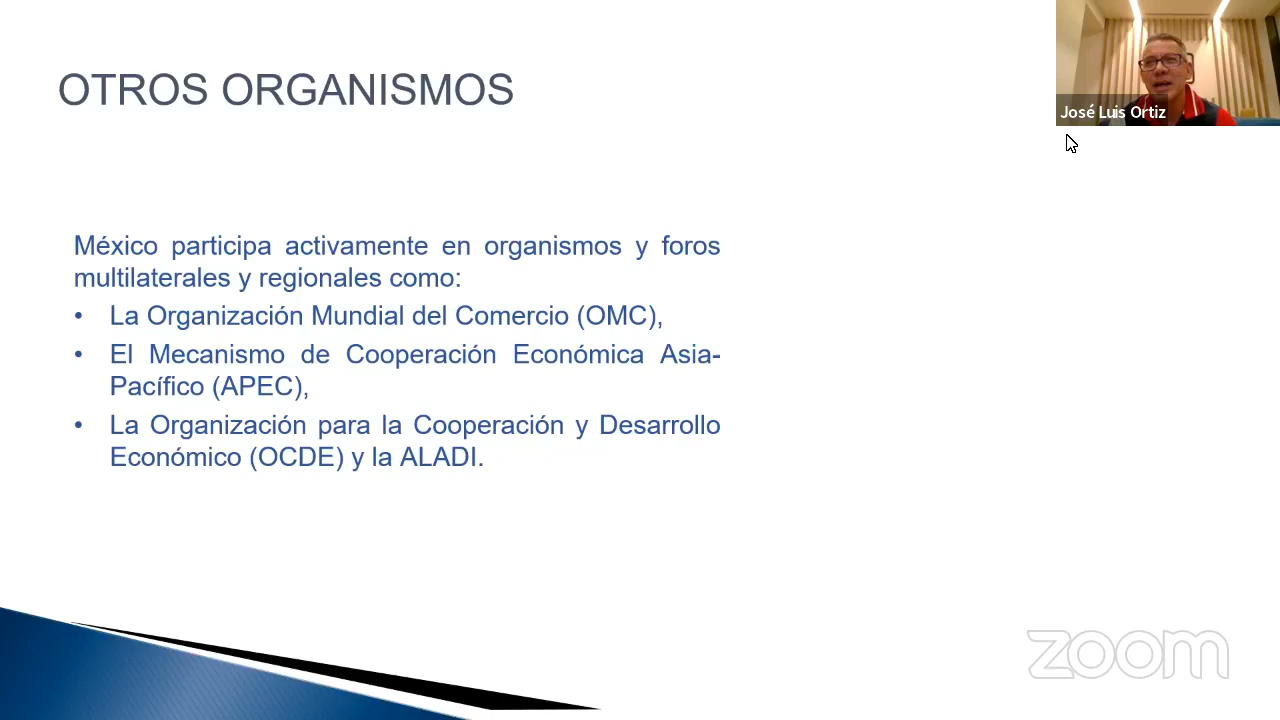 OTROS ORGANISMOS
José Luis Ortiz
México participa activamente en organismos y foros
multilaterales y regionales como:
• La Organización Mundial del Comercio (OMC),
• El Mecanismo de Cooperación Económica Asia-
Pacífico (APEC),
• La Organización para la Cooperación y Desarrollo
Económico (OCDE) y la ALADI.
zoom